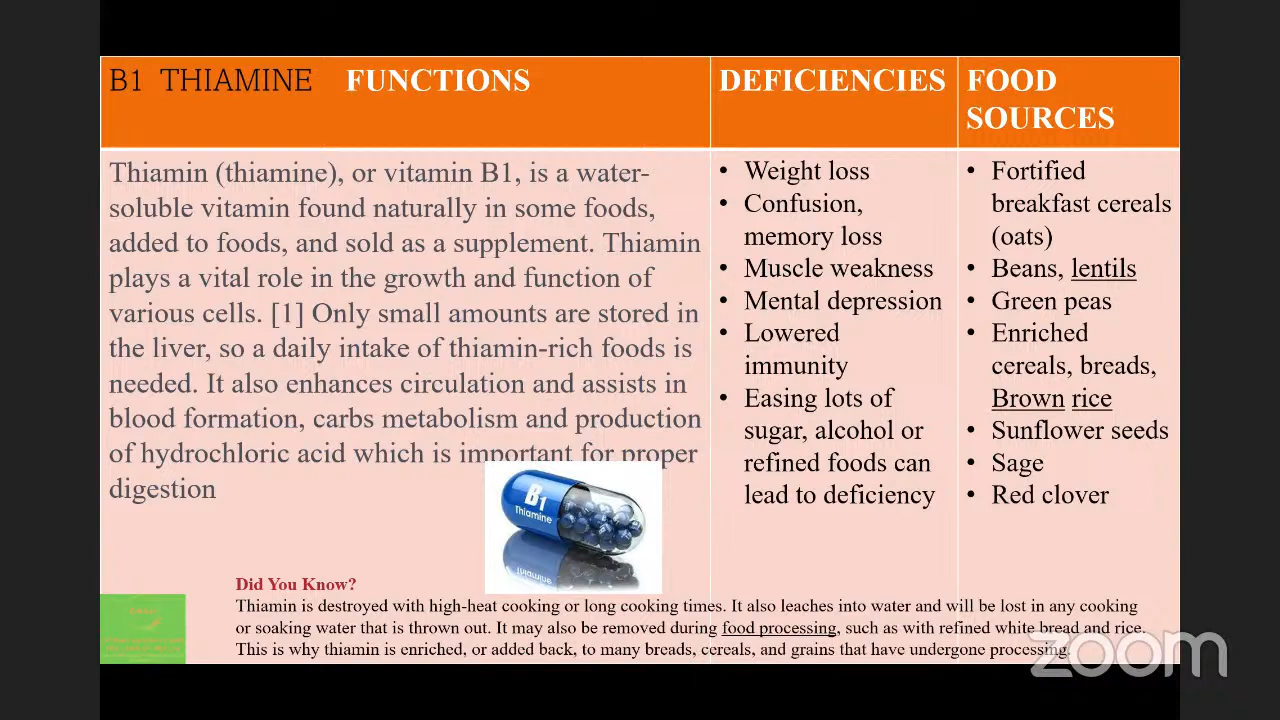 B1 THIAMINE FUNCTIONS
Thiamin (thiamine), or vitamin B1, is a water-
soluble vitamin found naturally in some foods,
added to foods, and sold as a supplement. Thiamin
plays a vital role in the growth and function of
various cells. [1] Only small amounts are stored in
the liver, so a daily intake of thiamin-rich foods is
needed. It also enhances circulation and assists in
blood formation, carbs metabolism and production
of hydrochloric acid which is important for proper
digestion
B1
Thiamine
DEFICIENCIES
• Weight loss
• Confusion,
memory loss
• Muscle weakness
• Mental depression
• Lowered
immunity
• Easing lots of
sugar, alcohol or
refined foods can
lead to deficiency
FOOD
SOURCES
• Fortified
breakfast cereals
(oats)
• Beans, lentils
• Green peas
• Enriched
cereals, breads,
Brown rice
• Sunflower seeds
• Sage
• Red clover
Did You Know?
Thiamin is destroyed with high-heat cooking or long cooking times. It also leaches into water and will be lost in any cooking
or soaking water that is thrown out. It may also be removed during food processing, such as with refined white bread and rice.
This is why thiamin is enriched, or added back, to many breads, cereals, and grains that have undergone processing.
zoom